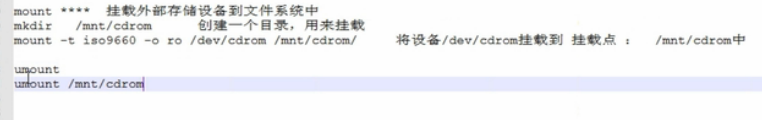 mount **** 挂载外部存储设备到文件系统中
mkdir /mnt/cdrom 创建一个目录，用来挂载
mount -t iso9660 -o ro /dev/cdrom /mnt/cdrom/ 将设备/dev/cdrom挂载到 挂载点 ： /mnt/cdrom中
umount
umount /mnt/cdrom